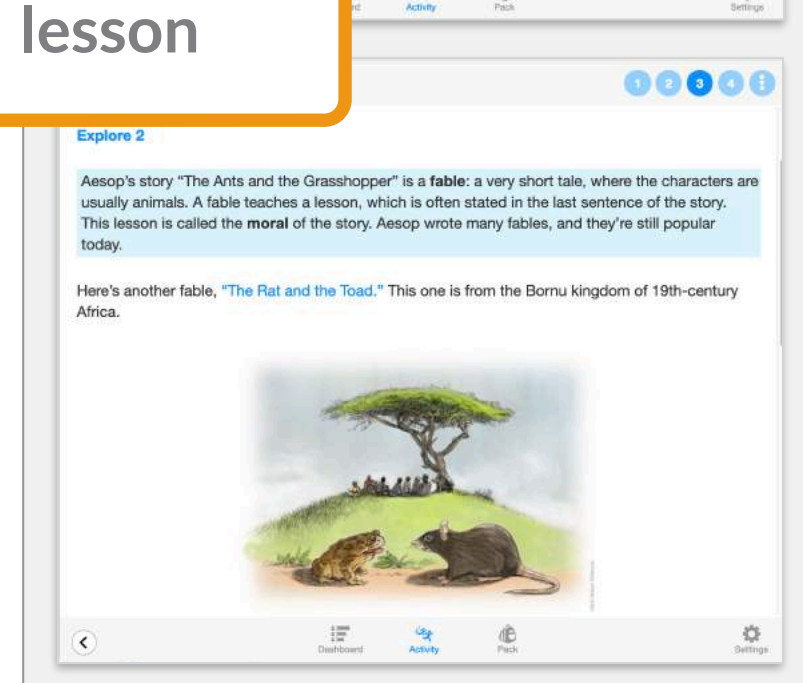 lesson
Activity
Pack
Settings
1 2 3 4
Explore 2
Aesop's story "The Ants and the Grasshopper" is a fable: a very short tale, where the characters are
usually animals. A fable teaches a lesson, which is often stated in the last sentence of the story.
This lesson is called the moral of the story. Aesop wrote many fables, and they're still popular
today.
Here's another fable, "The Rat and the Toad." This one is from the Bornu kingdom of 19th-century
Africa.
Dashboard
Activity
Pack
Settings